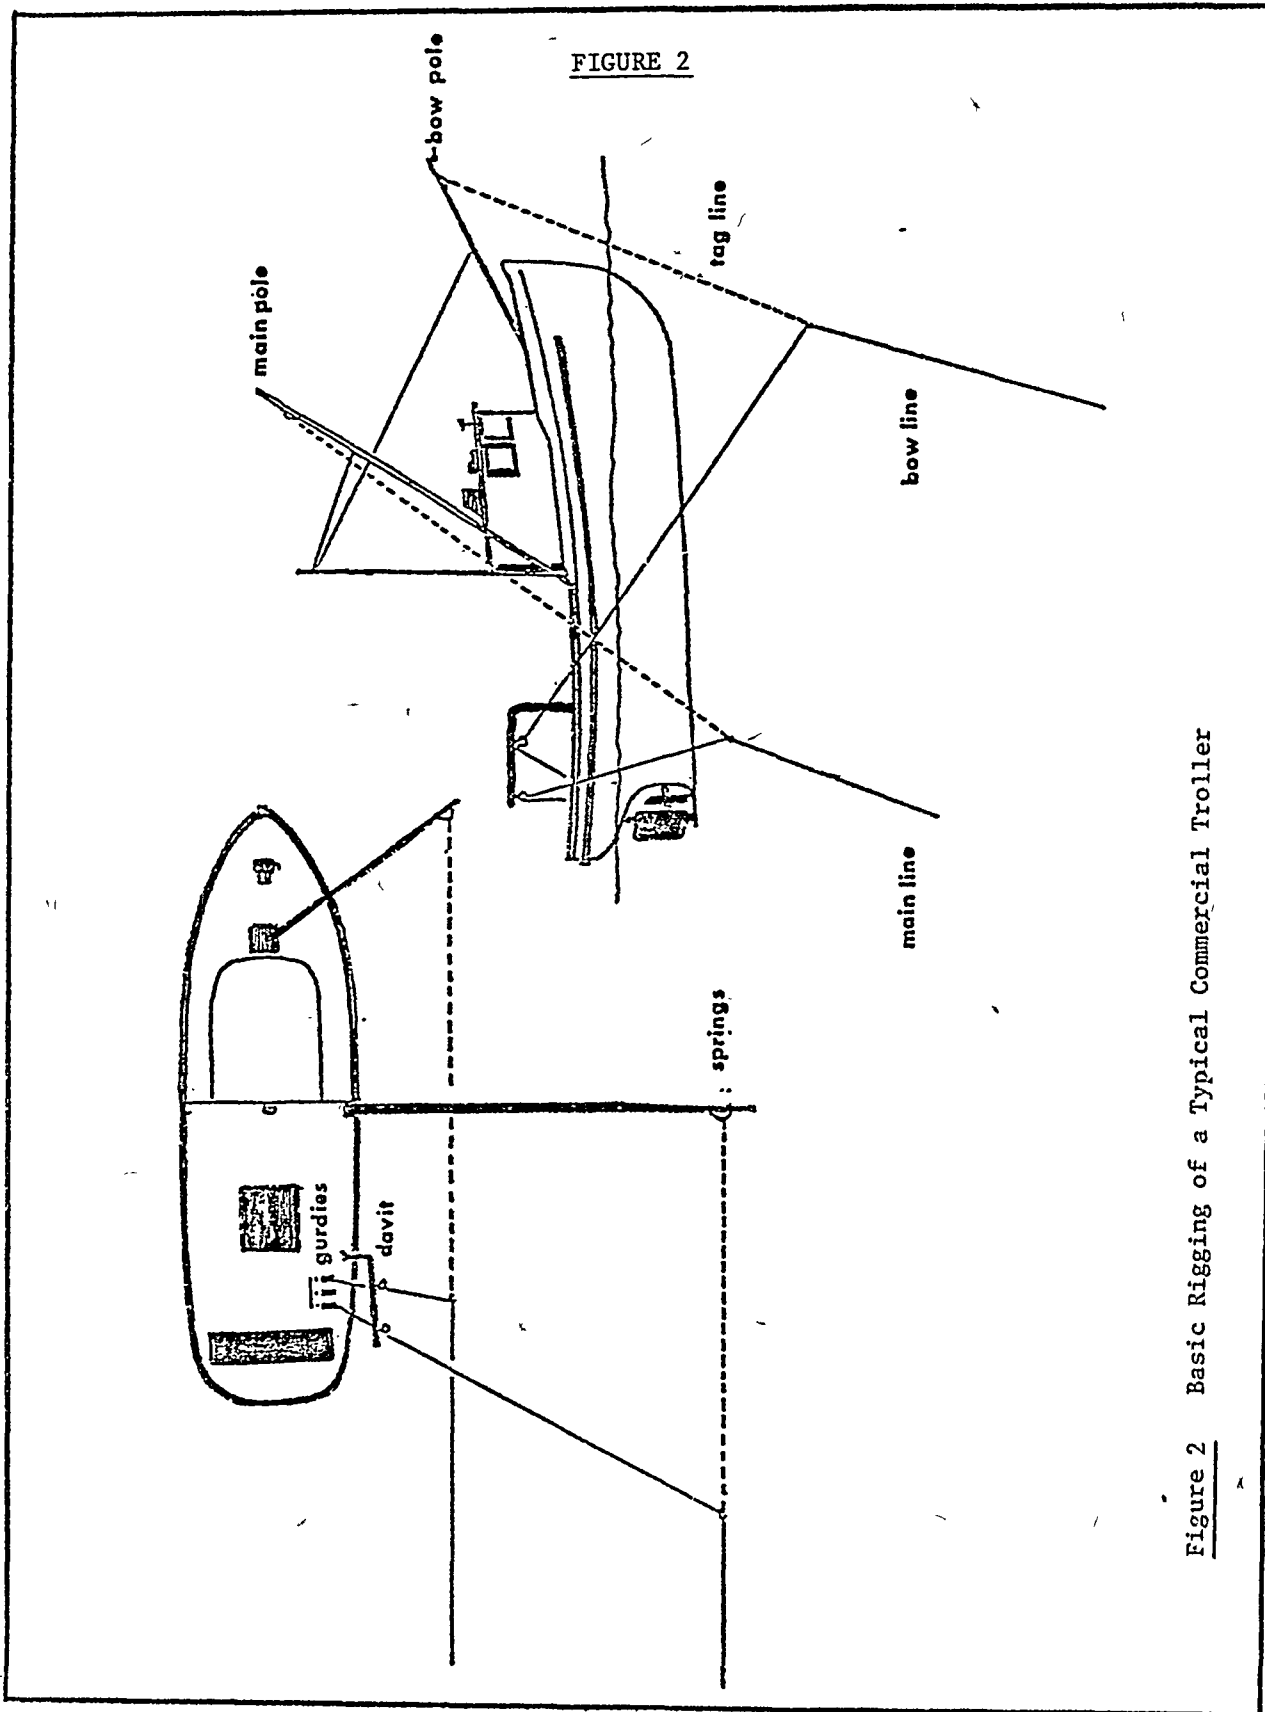 FIGURE 2
bow pole
main pole
tag line
bow line
main line
springs
gurdies
davit
Figure 2 Basic Rigging of a Typical Commercial Troller